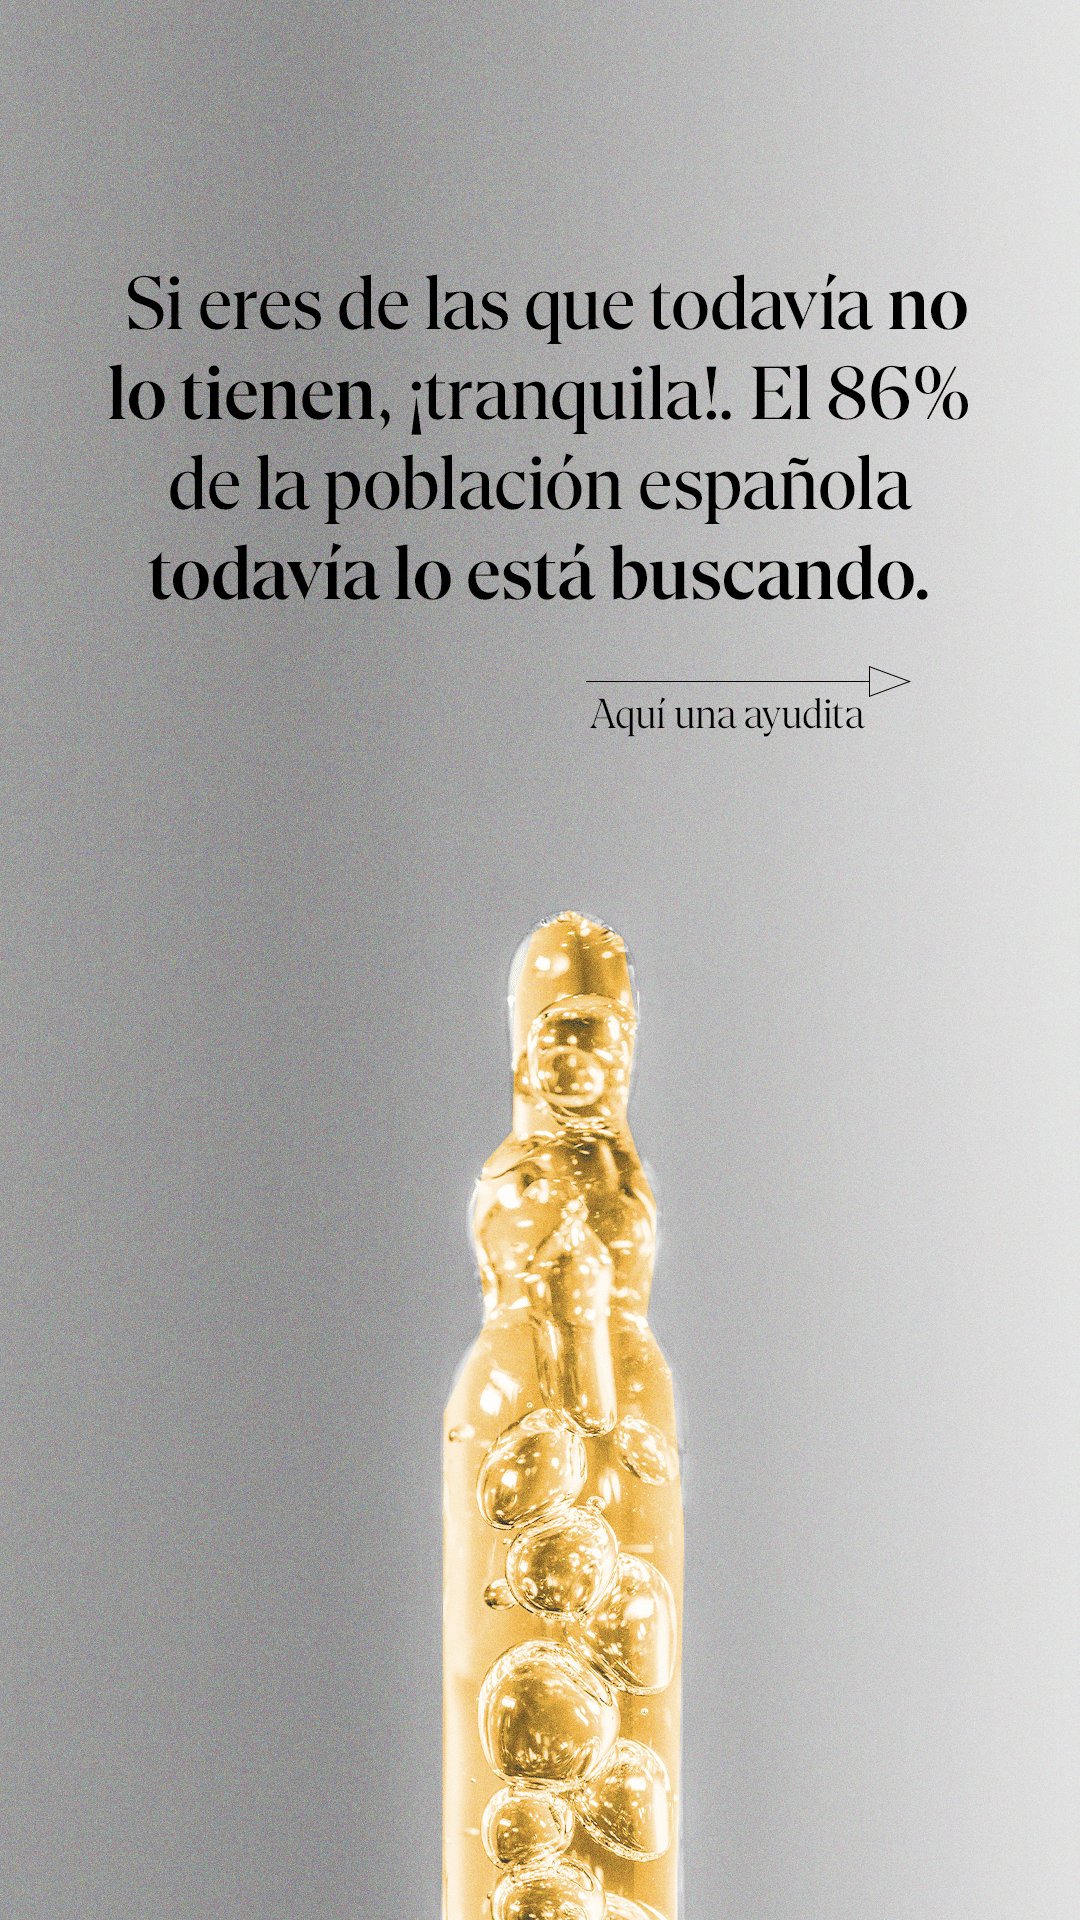 Si eres de las que todavía no
lo tienen, ¡tranquila!. El 86%
de la población española
todavía lo está buscando.
Aquí una ayudita